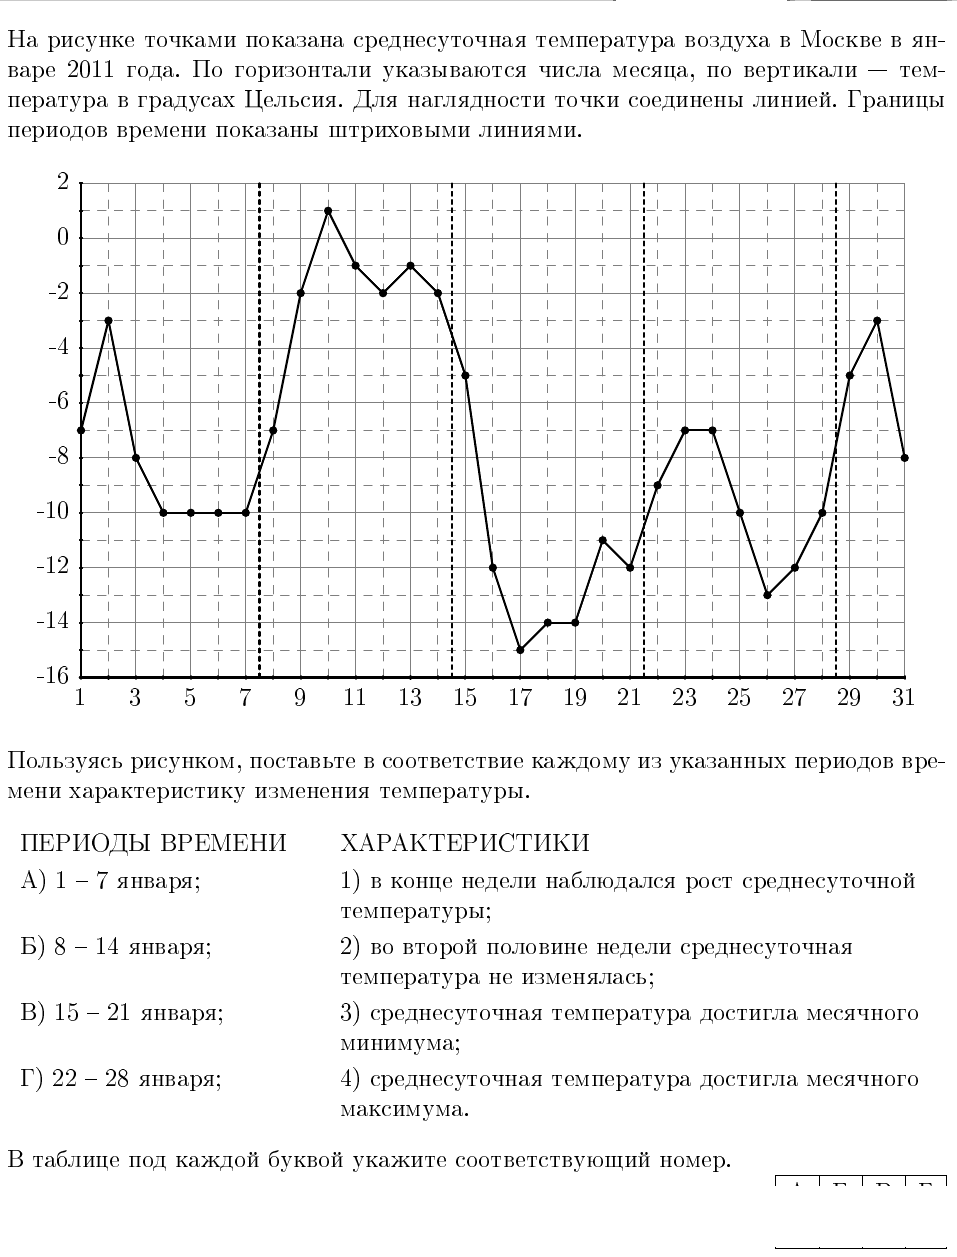 На рисунке точками показана среднесуточная температура воздуха в Москве в ян-
варе 2011 года. По горизонтали указываются числа месяца, по вертикали — тем-
пература в градусах Цельсия. Для наглядности точки соединены линией. Границы
периодов времени показаны штриховыми линиями.
2
0
-2
-4
-6
-8
-10
-12
-14
-16
1 3 5 7 9 11 13 15 17 19 21 23 25 27 29 31
Пользуясь рисунком, поставьте в соответствие каждому из указанных периодов вре-
мени характеристику изменения температуры.
ПЕРИОДЫ ВРЕМЕНИ ХАРАКТЕРИСТИКИ
А) 1 – 7 января; 1) в конце недели наблюдался рост среднесуточной
температуры;
Б) 8 – 14 января; 2) во второй половине недели среднесуточная
температура не изменялась;
В) 15 – 21 января; 3) среднесуточная температура достигла месячного
минимума;
Г) 22 – 28 января; 4) среднесуточная температура достигла месячного
максимума.
В таблице под каждой буквой укажите соответствующий номер.